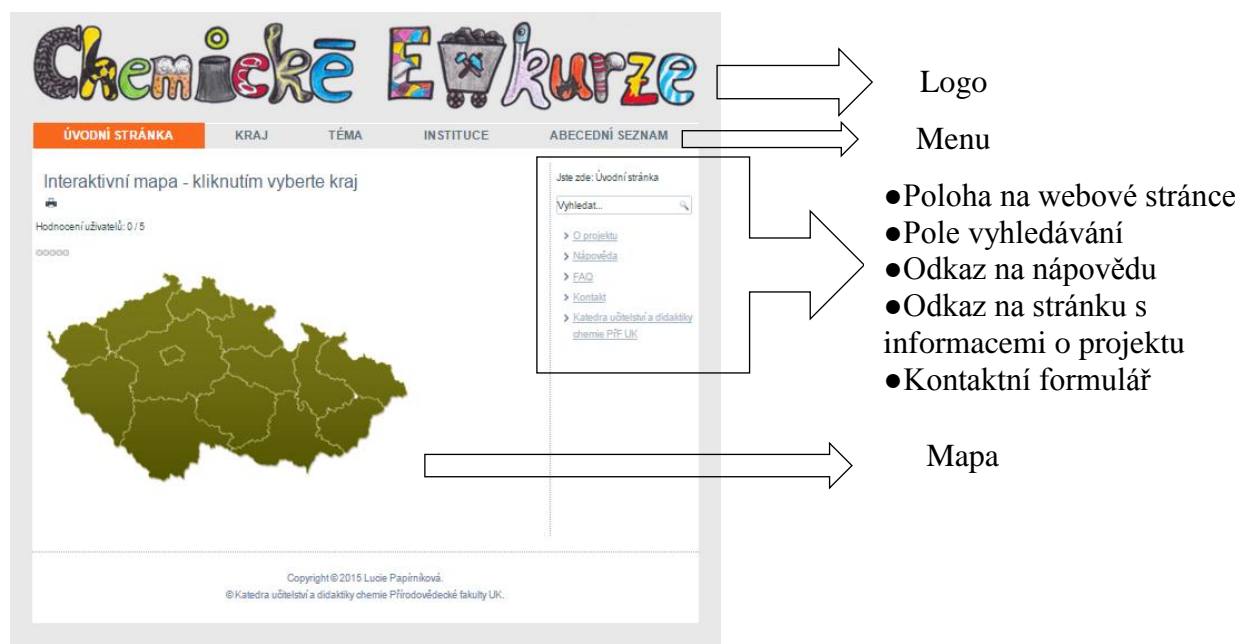 Chemické Exkurze
ÚVODNÍ STRÁNKA KRAJ TÉMA INSTITUCE ABECEDNÍ SEZNAM
Interaktivní mapa - kliknutím vyberte kraj
Hodnocení uživatelů: 0 / 5
Jste zde: Úvodní stránka
Vyhledat...
O projektu
Nápověda
FAQ
Kontakt
Katedra učitelství a didaktiky
chemie PřF UK
Copyright © 2015 Lucie Papírníková.
© Katedra učitelství a didaktiky chemie Přírodovědecké fakulty UK.
Logo
Menu
●Poloha na webové stránce
●Pole vyhledávání
●Odkaz na nápovědu
●Odkaz na stránku s
informacemi o projektu
●Kontaktní formulář
Mapa